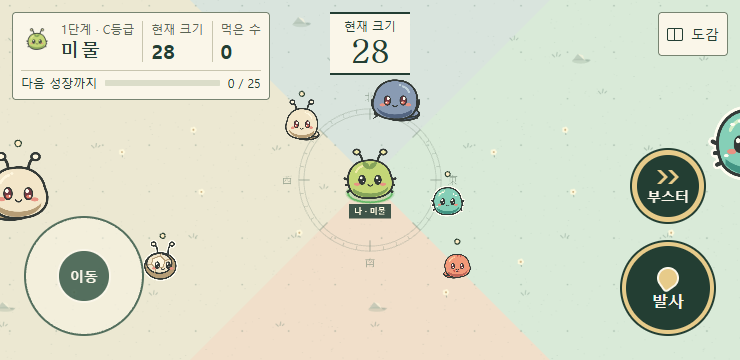 1단계 · C등급
미물
현재 크기
28
먹은 수
0
다음 성장까지
0 / 25
현재 크기
28
도감
나 · 미물
부스터
이동
발사